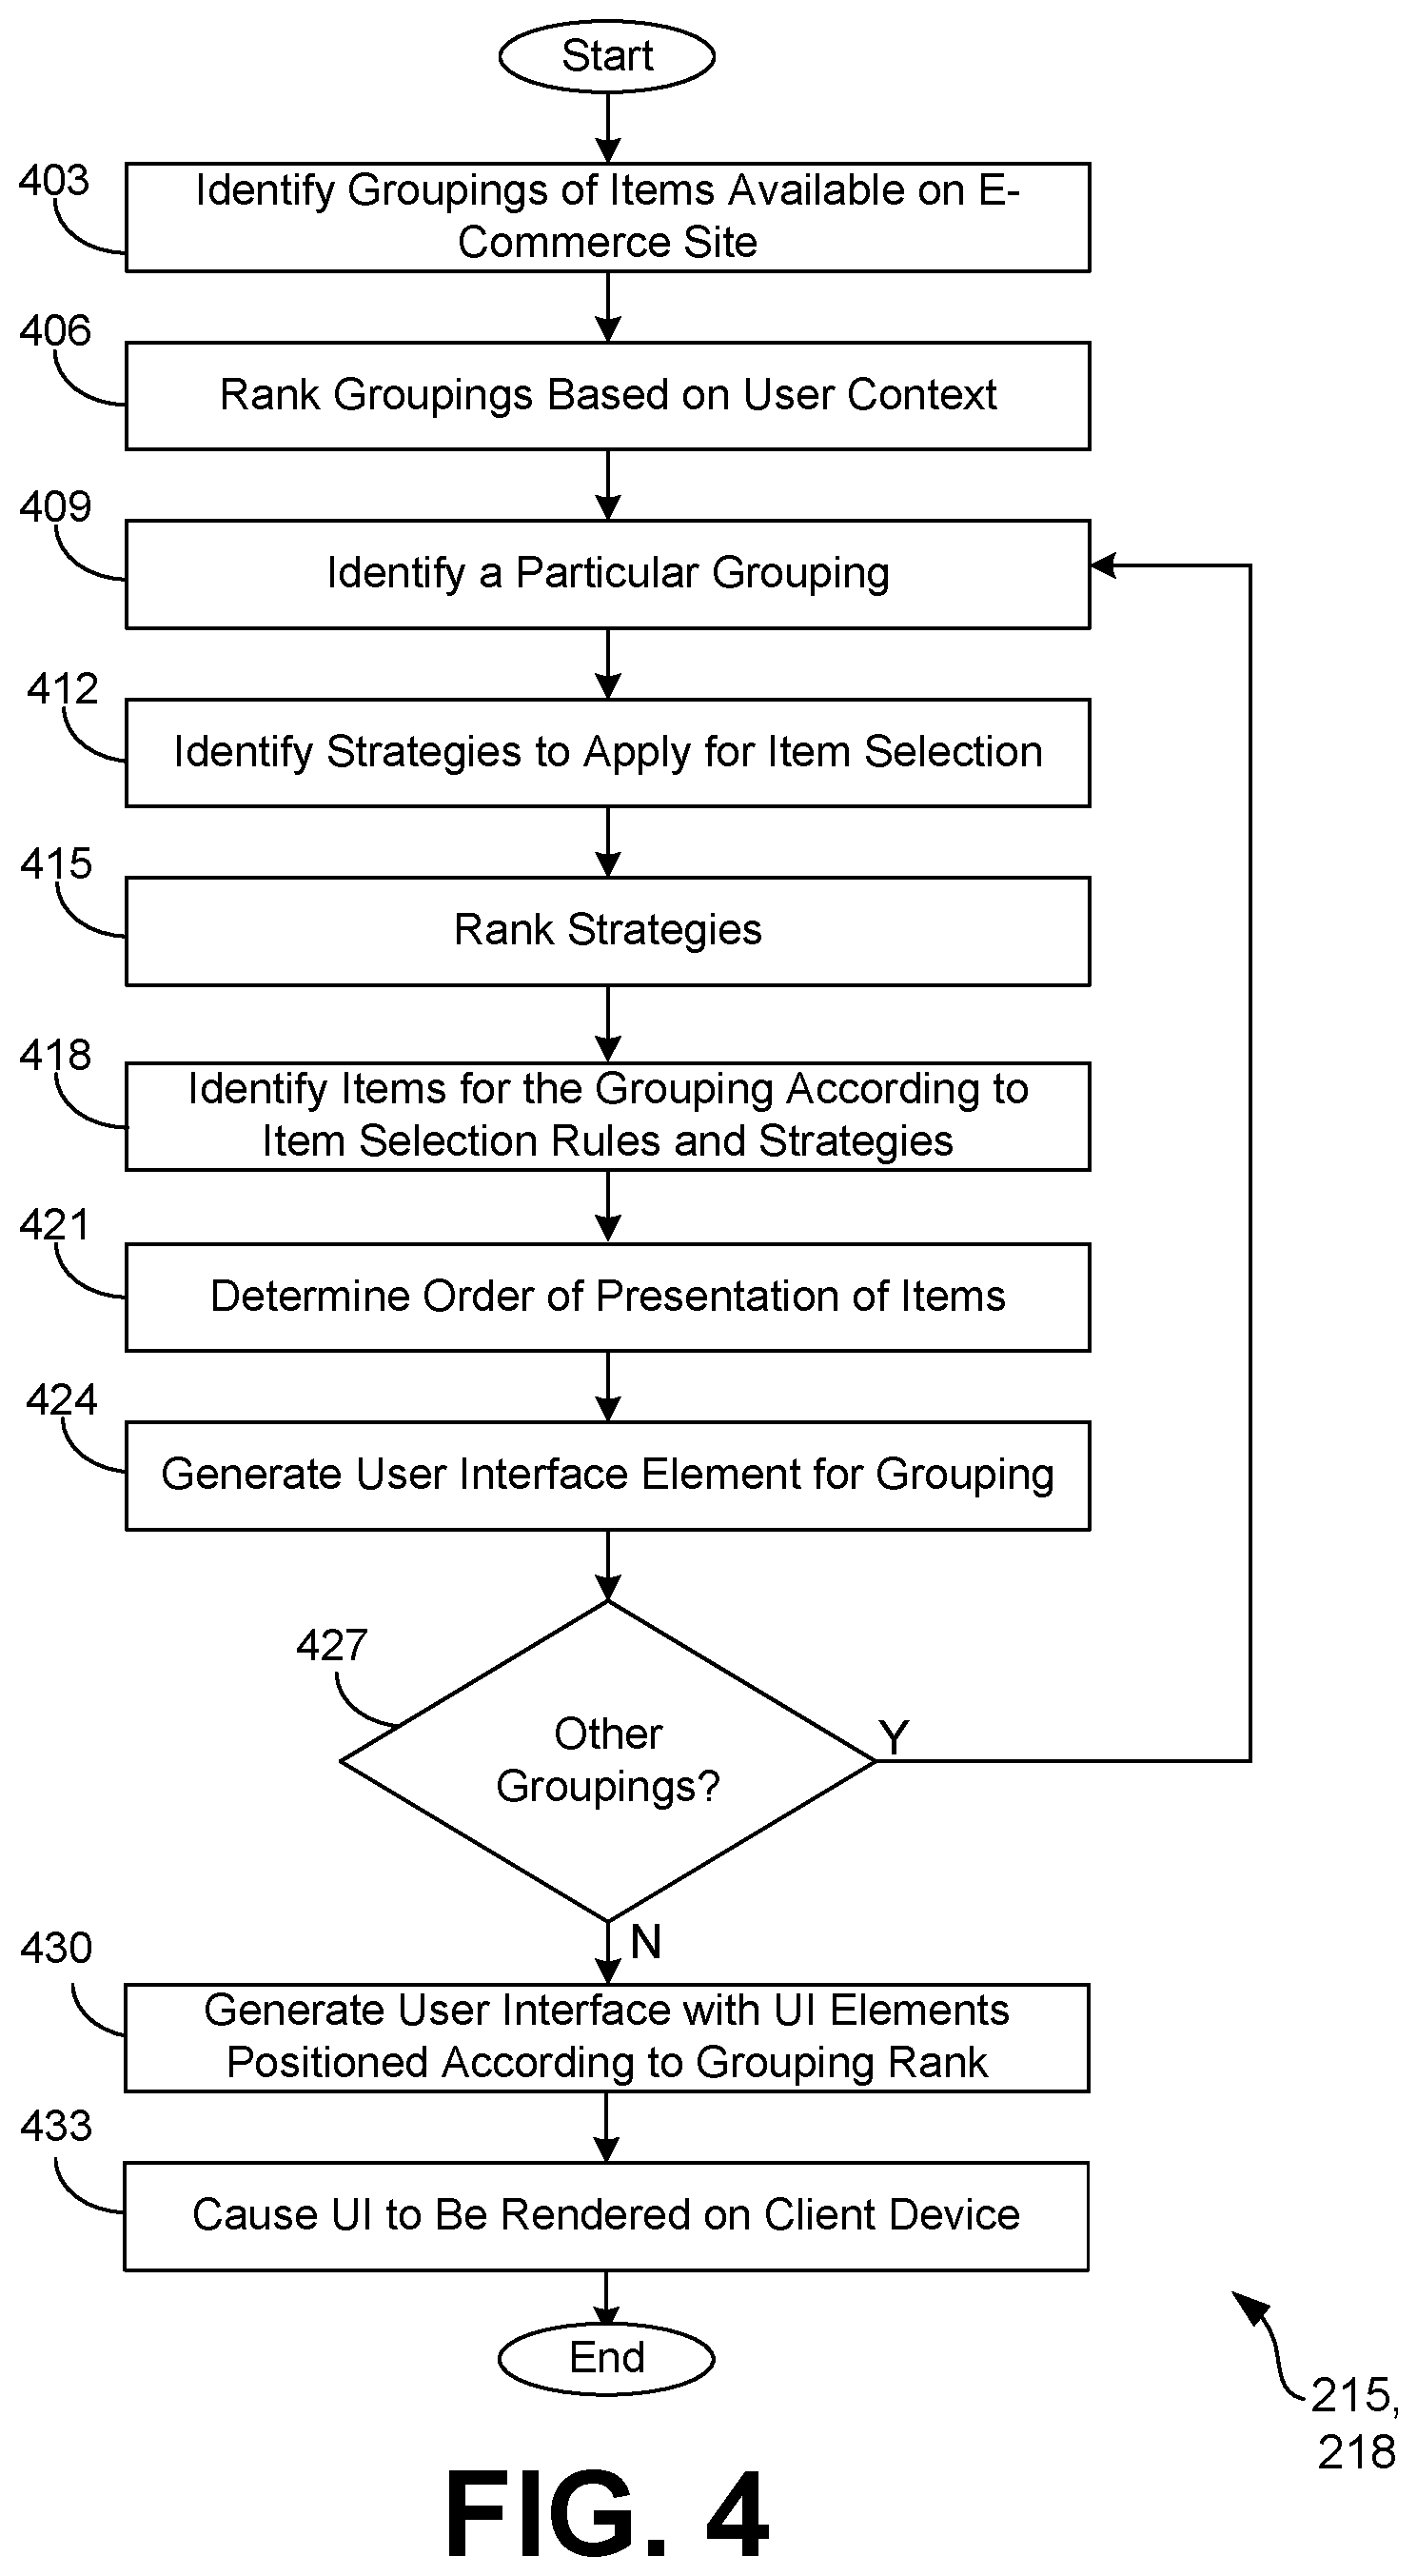 Start
403
Identify Groupings of Items Available on E-
Commerce Site
406
Rank Groupings Based on User Context
409
Identify a Particular Grouping
412
Identify Strategies to Apply for Item Selection
415
Rank Strategies
418
Identify Items for the Grouping According to
Item Selection Rules and Strategies
421
Determine Order of Presentation of Items
424
Generate User Interface Element for Grouping
427
Other
Groupings?
Y
N
430
Generate User Interface with UI Elements
Positioned According to Grouping Rank
433
Cause UI to Be Rendered on Client Device
End
215,
218
FIG. 4